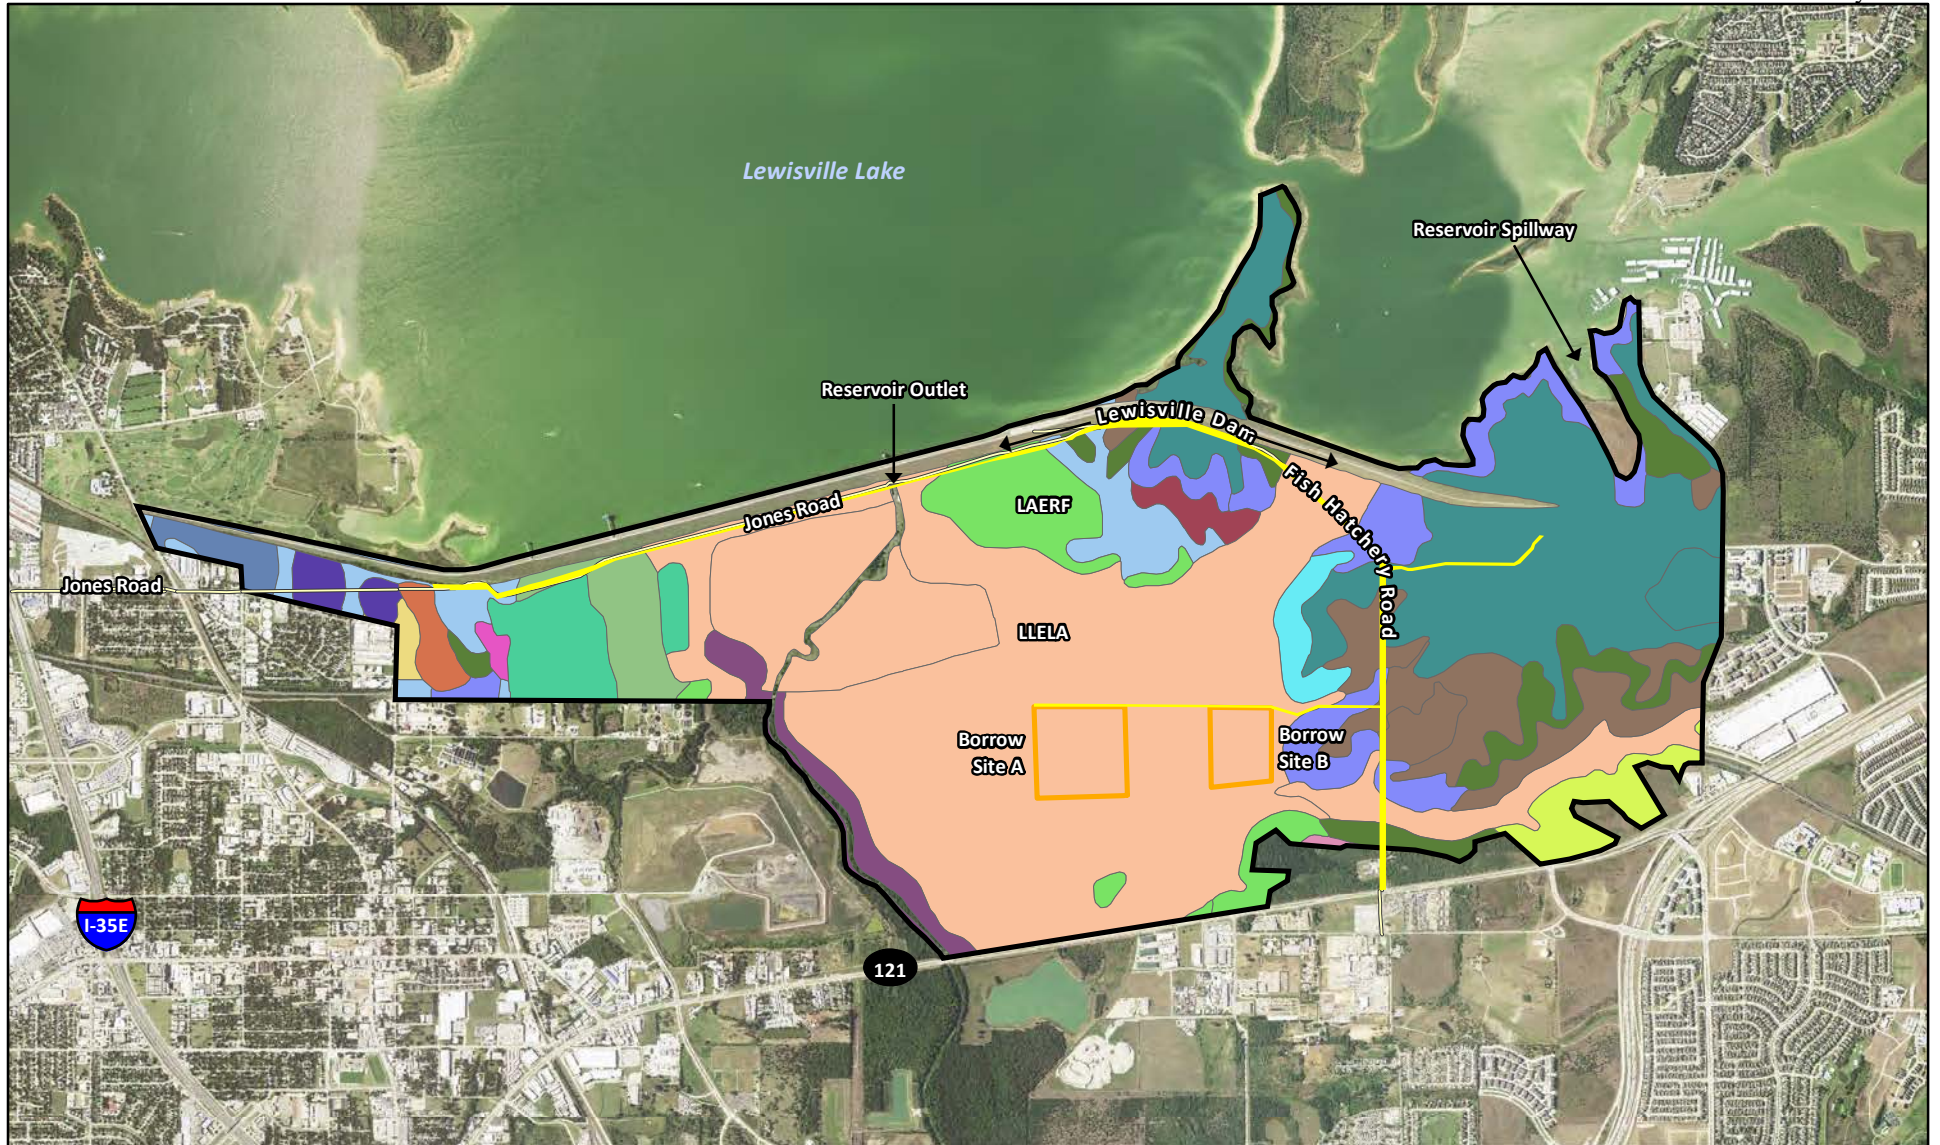 Lewisville Lake
Reservoir Spillway
Reservoir Outlet
Lewisville Dam
Fish Hatchery Road
Jones Road
LAERF
Jones Road
LLELA
Borrow
Site A
Borrow
Site B
I-35E
121